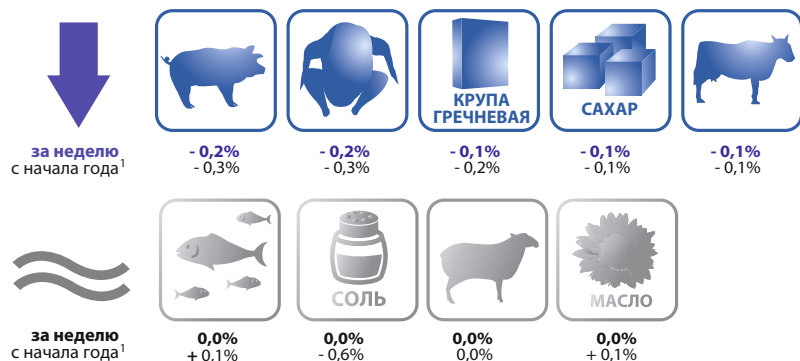 КРУПА
ГРЕЧНЕВАЯ
САХАР
за неделю - 0,2% - 0,2% - 0,1% - 0,1% - 0,1%
с начала года¹ - 0,3% - 0,3% - 0,2% - 0,1% - 0,1%
СОЛЬ
МАСЛО
за неделю 0,0% 0,0% 0,0% 0,0%
с начала года¹ + 0,1% - 0,6% 0,0% + 0,1%